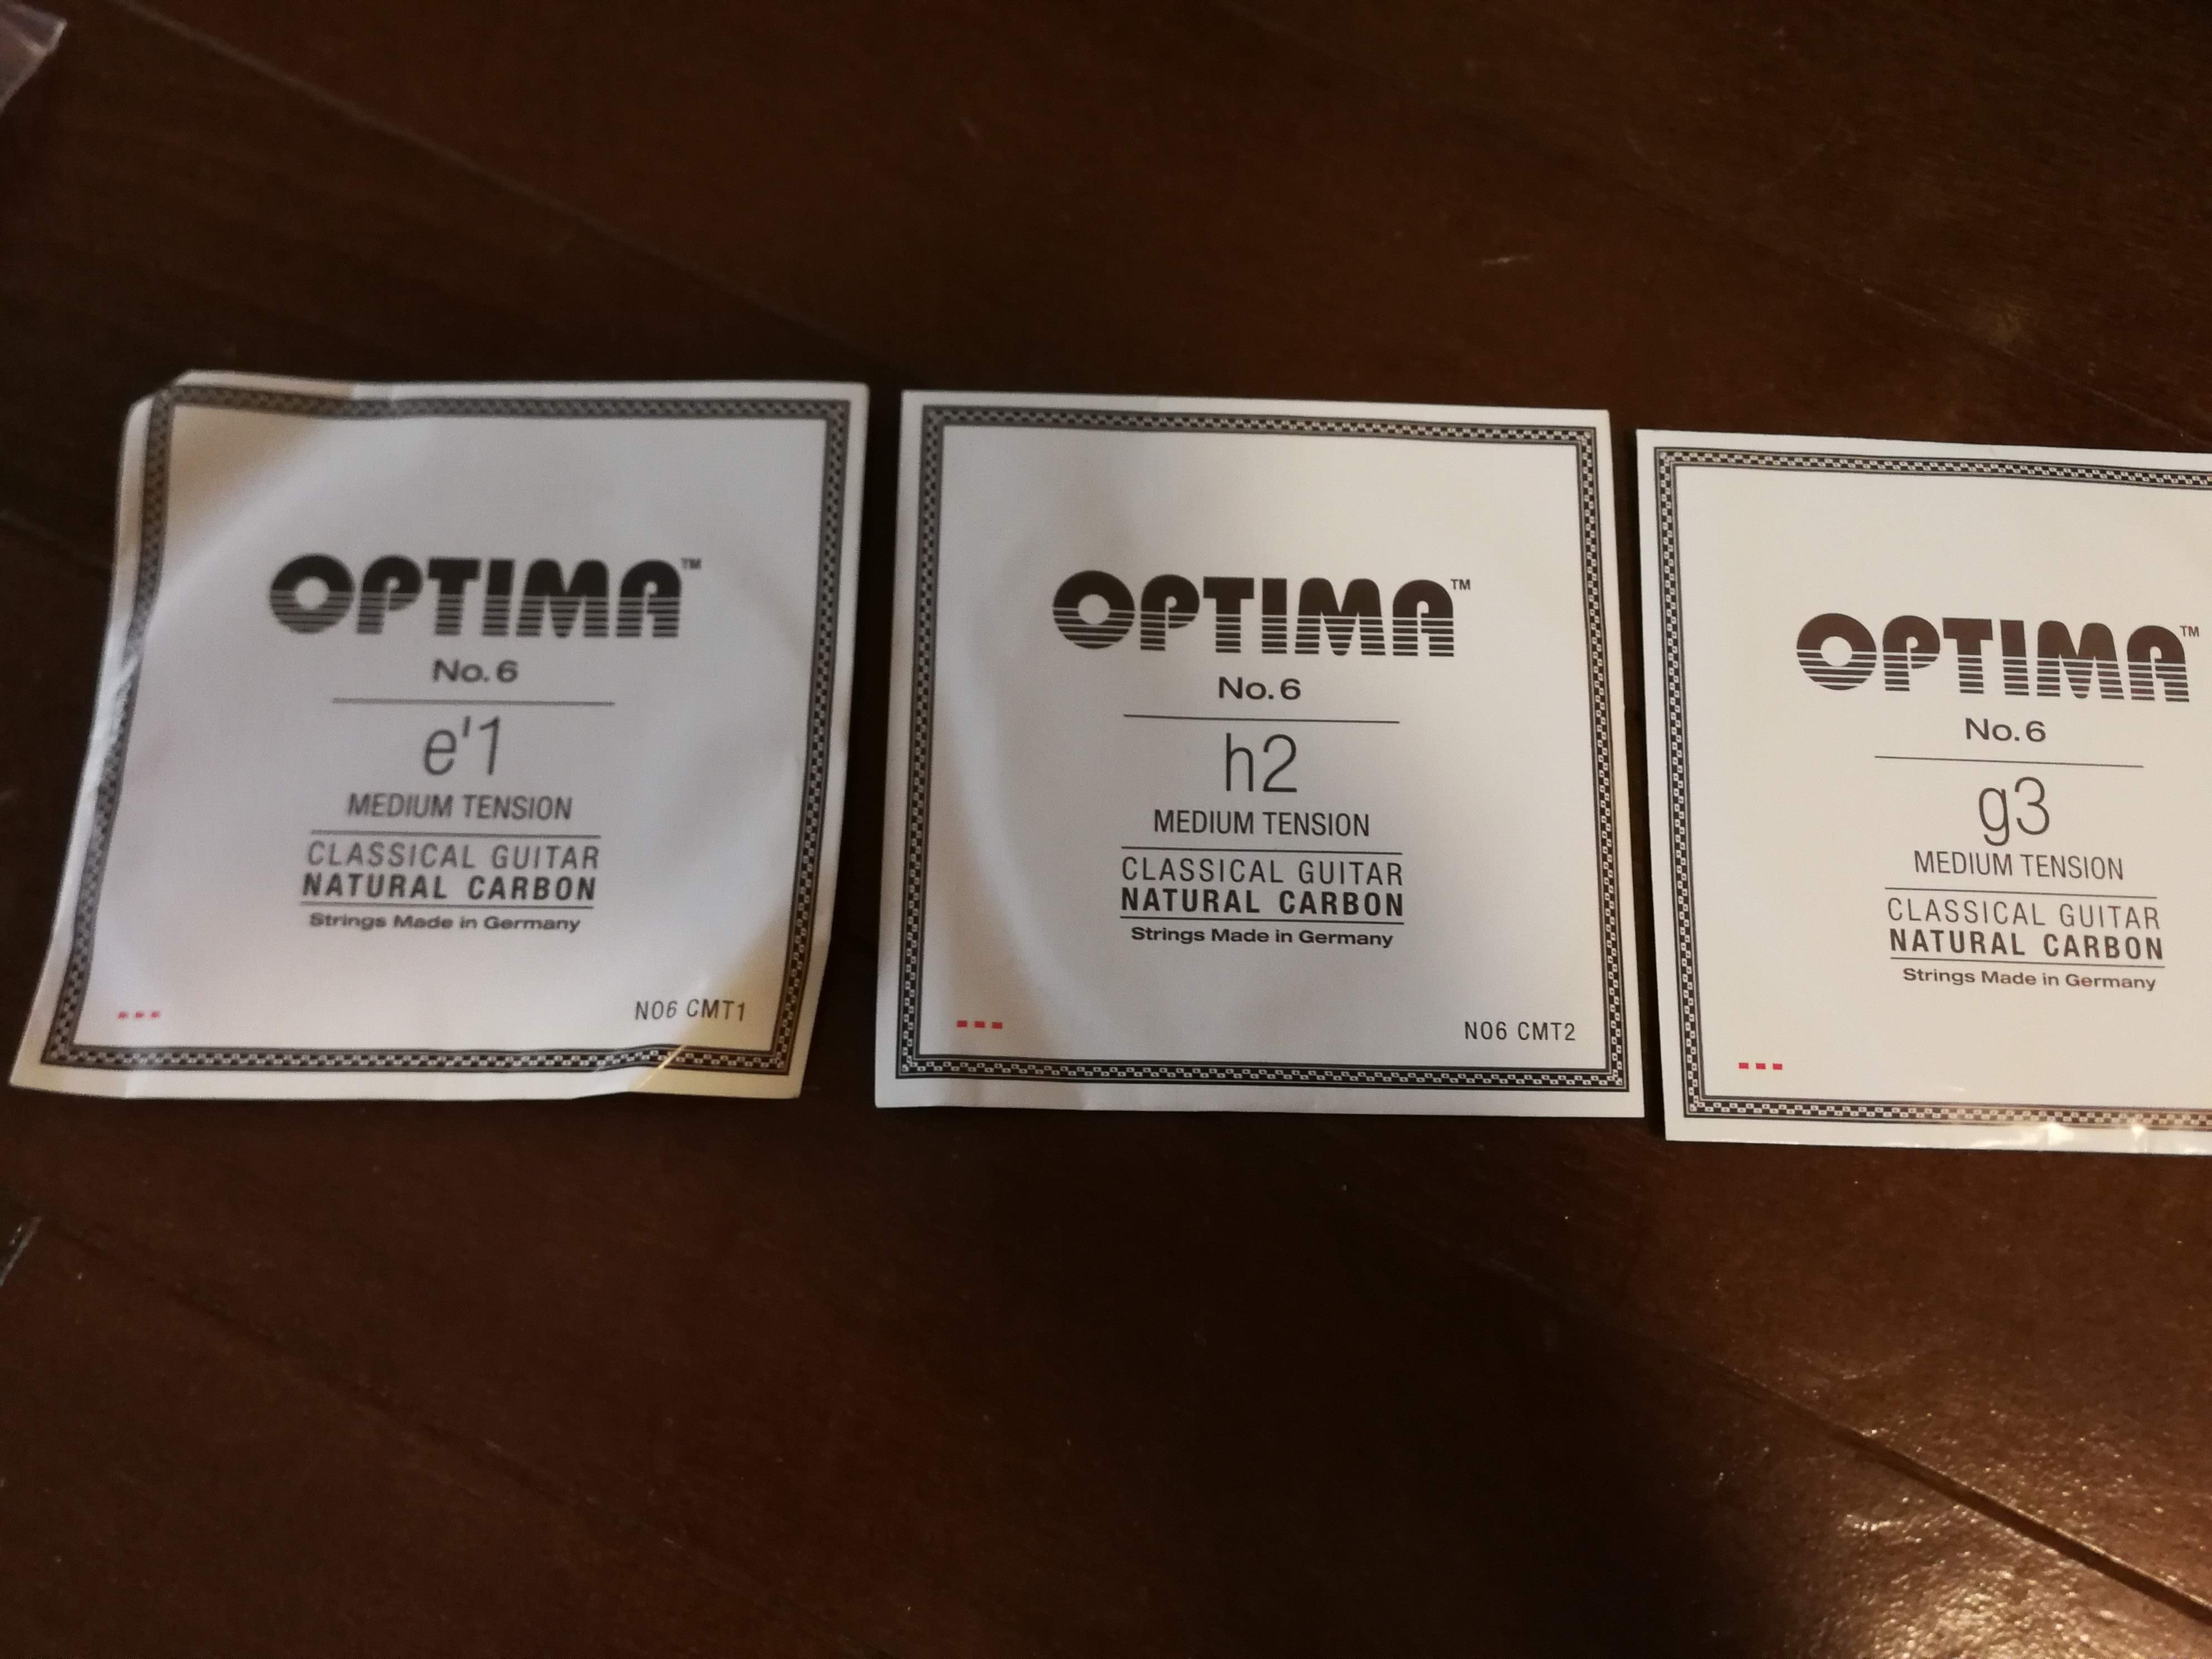 OPTIMA™
No. 6
e'1
MEDIUM TENSION
CLASSICAL GUITAR
NATURAL CARBON
Strings Made in Germany
NO6 CMT1
OPTIMA™
No. 6
h2
MEDIUM TENSION
CLASSICAL GUITAR
NATURAL CARBON
Strings Made in Germany
NO6 CMT2
OPTIMA™
No. 6
g3
MEDIUM TENSION
CLASSICAL GUITAR
NATURAL CARBON
Strings Made in Germany